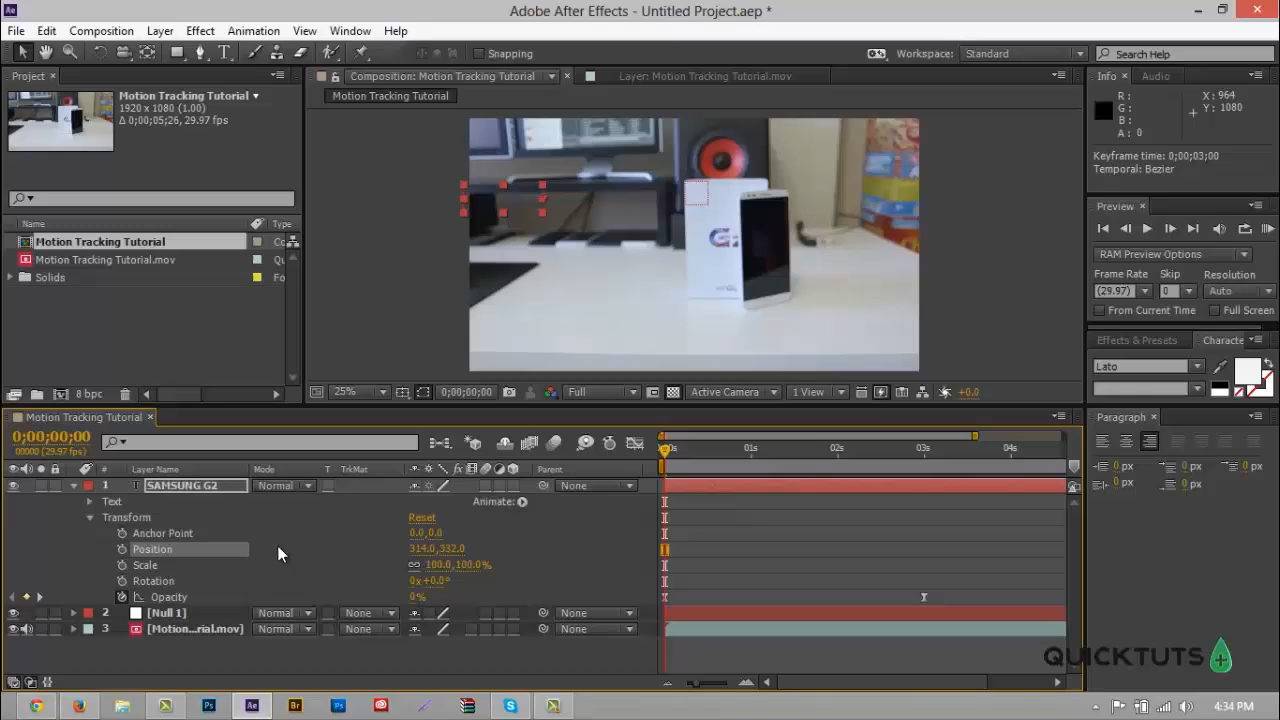 Adobe After Effects - Untitled Project.aep *
File Edit Composition Layer Effect Animation View Window Help
Snapping Workspace: Standard Search Help
Project Composition: Motion Tracking Tutorial Layer: Motion Tracking Tutorial.mov Info Audio
Motion Tracking Tutorial
1920 x 1080 (1.00)
Δ 0;00;05;26, 29.97 fps
Motion Tracking Tutorial
R :
G :
B :
A : 0
X : 964
Y : 1080
Keyframe time: 0;00;03;00
Temporal: Bezier
Preview
RAM Preview Options
Frame Rate Skip Resolution
(29.97) 0 Auto
From Current Time Full Screen
Name Type
Motion Tracking Tutorial Co
Motion Tracking Tutorial.mov Qu
Solids Fo
8 bpc
25% 0;00;00;00 Full Active Camera 1 View +0.0
Effects & Presets Characte
Lato
Paragraph
0 px 0 px 0 px
0 px 0 px
Motion Tracking Tutorial
0;00;00;00
00000 (29.97 fps)
0s 01s 02s 03s 04s
# Layer Name Mode T TrkMat Parent
1 T SAMSUNG G2 Normal None
Text Animate:
Transform Reset
Anchor Point 0.0,0.0
Position 314.0,332.0
Scale 100.0,100.0%
Rotation 0x+0.0°
Opacity 0%
2 [Null 1] Normal None None
3 [Motion...rial.mov] Normal None None
QUICKTUTS
Ps Ae Br Ps
4:34 PM